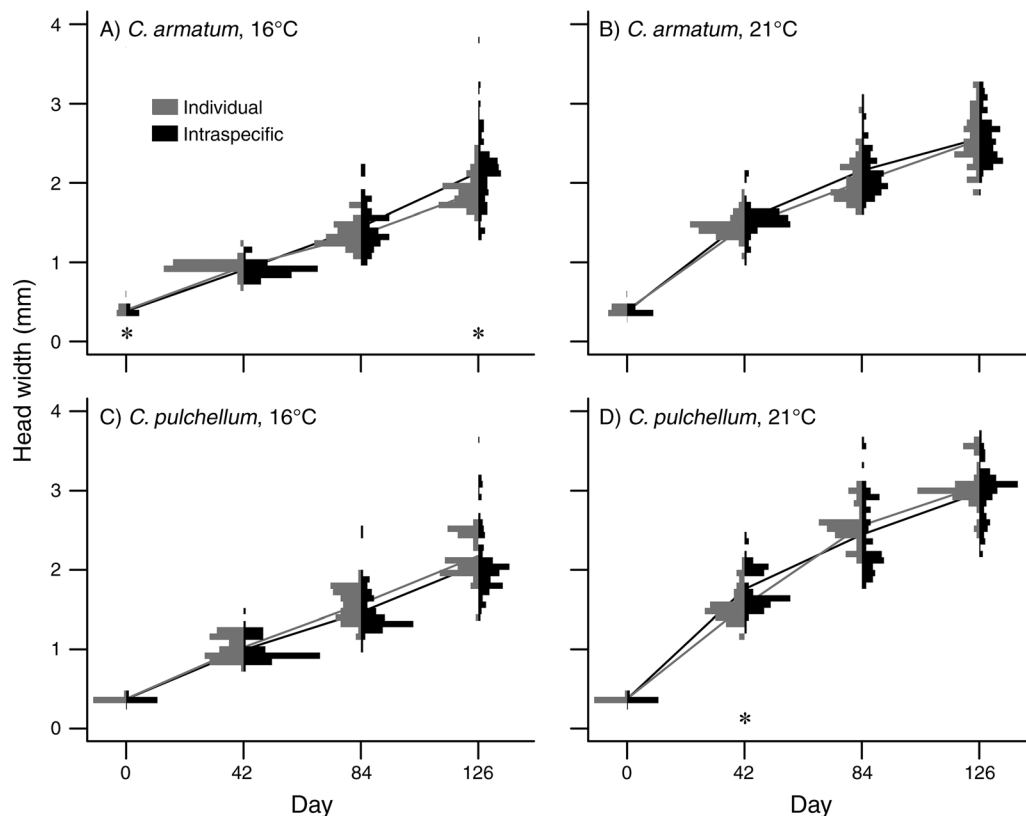 A) C. armatum, 16°C
B) C. armatum, 21°C
4
3
2
1
0
Individual
Intraspecific
*
*
Head width (mm)
C) C. pulchellum, 16°C
D) C. pulchellum, 21°C
4
3
2
1
0
*
0 42 84 126
0 42 84 126
Day
Day